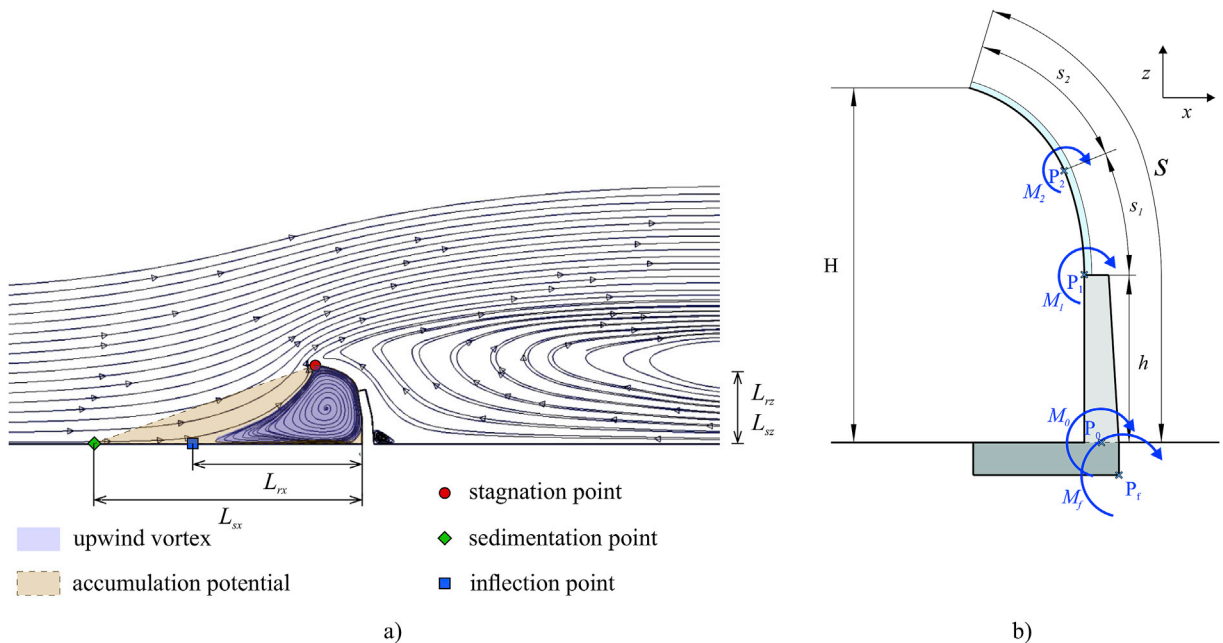 L_rz
L_sz
L_rx
L_sx
upwind vortex
accumulation potential
stagnation point
sedimentation point
inflection point
a)
s_2
z
x
S
P_2
M_2
s_1
H
P_1
M_1
h
M_0
P_0
M_f
P_f
b)